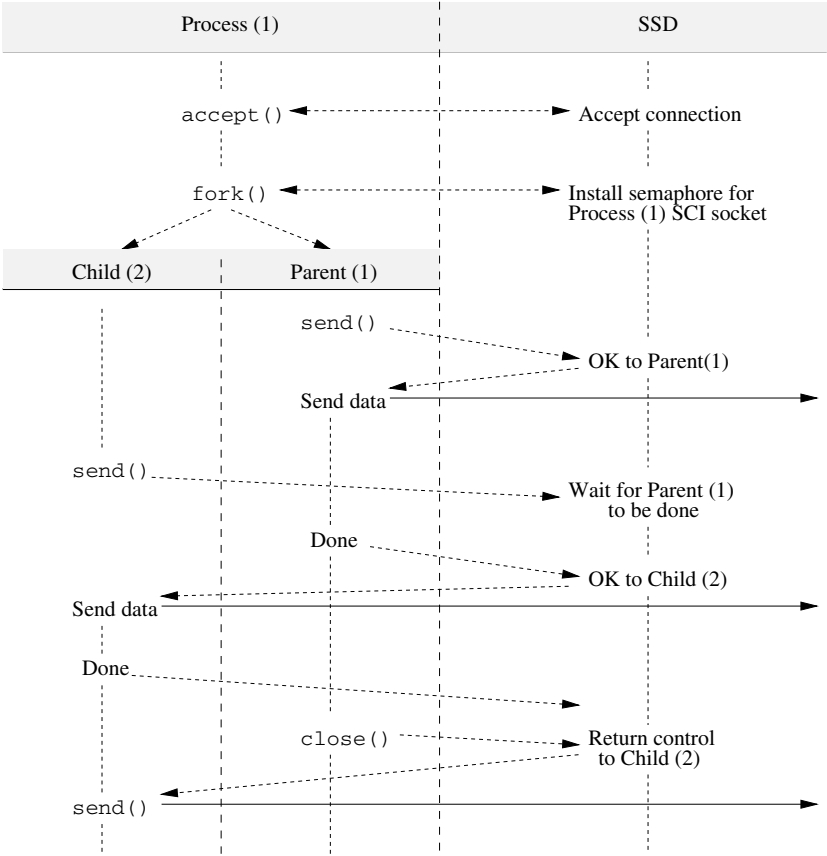 Process (1)
SSD
accept()
Accept connection
fork()
Install semaphore for
Process (1) SCI socket
Child (2)
Parent (1)
send()
OK to Parent(1)
Send data
send()
Wait for Parent (1)
to be done
Done
OK to Child (2)
Send data
Done
close()
Return control
to Child (2)
send()